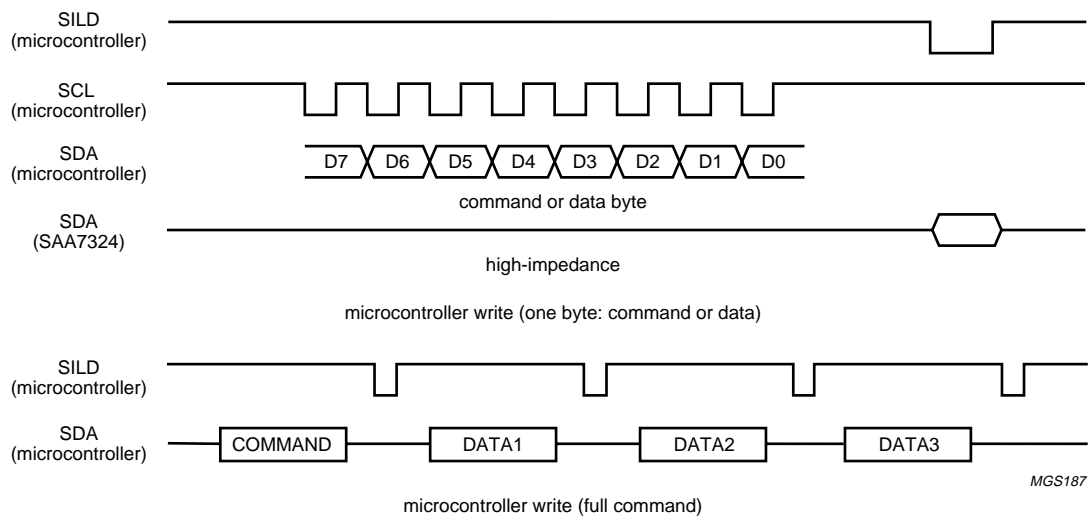 SILD
(microcontroller)
SCL
(microcontroller)
SDA
(microcontroller)
D7 D6 D5 D4 D3 D2 D1 D0
command or data byte
SDA
(SAA7324)
high-impedance
microcontroller write (one byte: command or data)
SILD
(microcontroller)
SDA
(microcontroller)
COMMAND DATA1 DATA2 DATA3
MGS187
microcontroller write (full command)